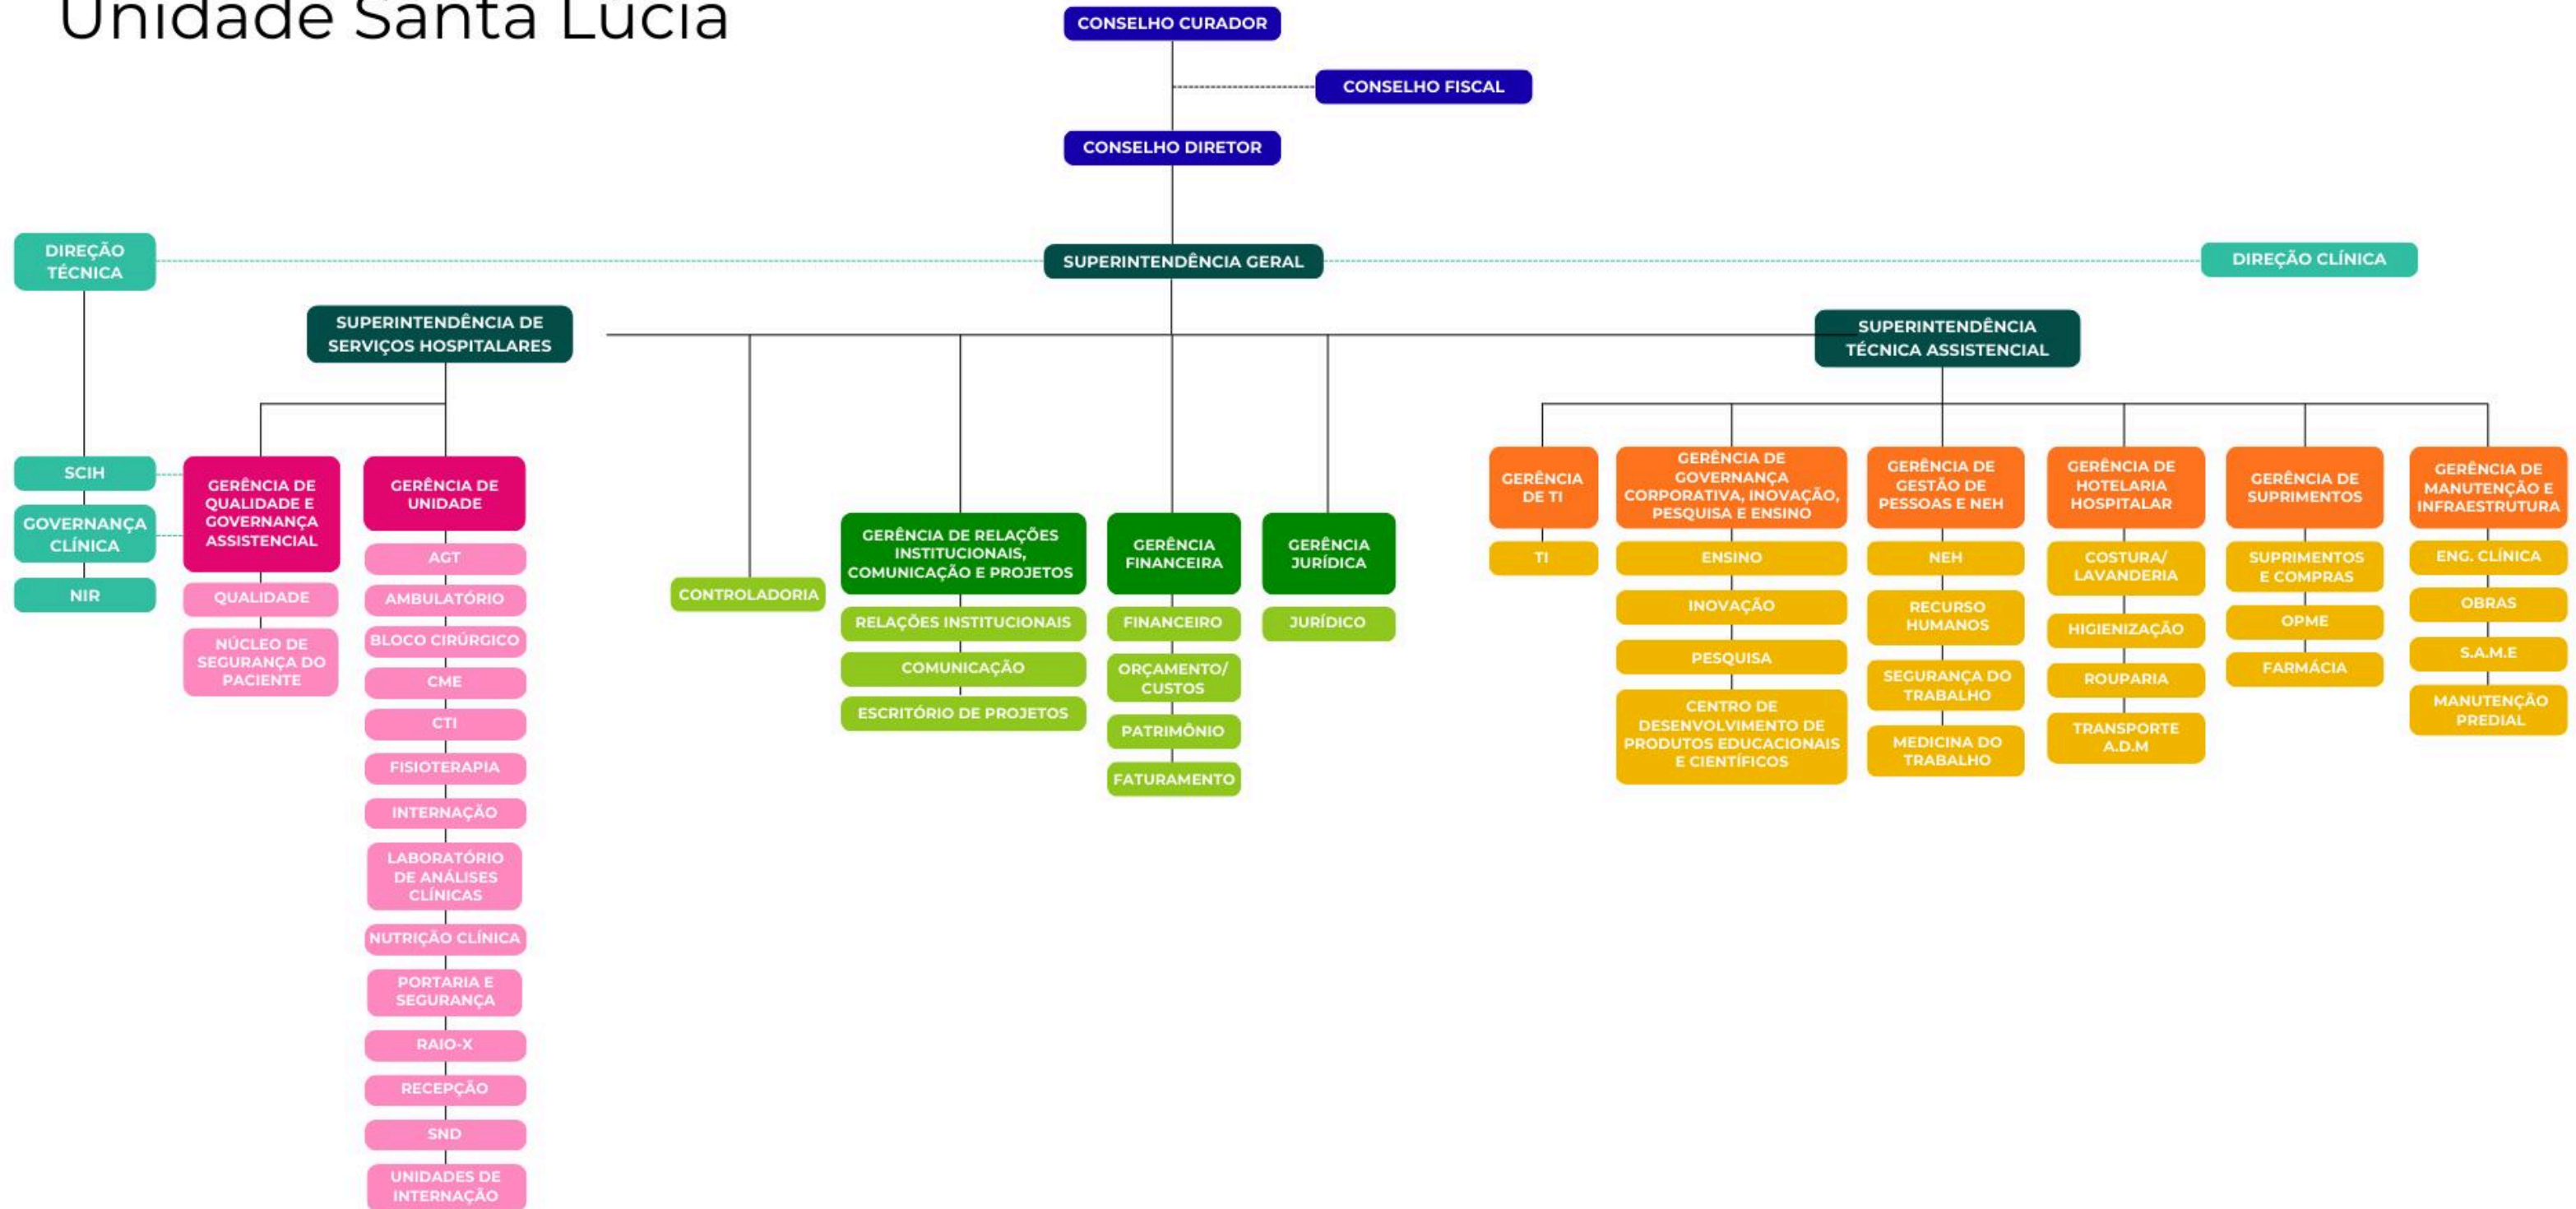 Unidade Santa Lúcia
CONSELHO CURADOR
CONSELHO FISCAL
CONSELHO DIRETOR
DIREÇÃO
TÉCNICA
SUPERINTENDÊNCIA GERAL
DIREÇÃO CLÍNICA
SUPERINTENDÊNCIA DE
SERVIÇOS HOSPITALARES
SUPERINTENDÊNCIA
TÉCNICA ASSISTENCIAL
SCIH
GOVERNANÇA
CLÍNICA
NIR
GERÊNCIA DE
QUALIDADE E
GOVERNANÇA
ASSISTENCIAL
QUALIDADE
NÚCLEO DE
SEGURANÇA DO
PACIENTE
GERÊNCIA DE
UNIDADE
AGT
AMBULATÓRIO
BLOCO CIRÚRGICO
CME
CTI
FISIOTERAPIA
INTERNAÇÃO
LABORATÓRIO
DE ANÁLISES
CLÍNICAS
NUTRIÇÃO CLÍNICA
PORTARIA E
SEGURANÇA
RAIO-X
RECEPÇÃO
SND
UNIDADES DE
INTERNAÇÃO
CONTROLADORIA
GERÊNCIA DE RELAÇÕES
INSTITUCIONAIS,
COMUNICAÇÃO E PROJETOS
RELAÇÕES INSTITUCIONAIS
COMUNICAÇÃO
ESCRITÓRIO DE PROJETOS
GERÊNCIA
FINANCEIRA
FINANCEIRO
ORÇAMENTO/
CUSTOS
PATRIMÔNIO
FATURAMENTO
GERÊNCIA
JURÍDICA
JURÍDICO
GERÊNCIA
DE TI
TI
GERÊNCIA DE
GOVERNANÇA
CORPORATIVA, INOVAÇÃO,
PESQUISA E ENSINO
ENSINO
INOVAÇÃO
PESQUISA
CENTRO DE
DESENVOLVIMENTO DE
PRODUTOS EDUCACIONAIS
E CIENTÍFICOS
GERÊNCIA DE
GESTÃO DE
PESSOAS E NEH
NEH
RECURSO
HUMANOS
SEGURANÇA DO
TRABALHO
MEDICINA DO
TRABALHO
GERÊNCIA DE
HOTELARIA
HOSPITALAR
COSTURA/
LAVANDERIA
HIGIENIZAÇÃO
ROUPARIA
TRANSPORTE
A.D.M
GERÊNCIA DE
SUPRIMENTOS
SUPRIMENTOS
E COMPRAS
OPME
FARMÁCIA
GERÊNCIA DE
MANUTENÇÃO E
INFRAESTRUTURA
ENG. CLÍNICA
OBRAS
S.A.M.E
MANUTENÇÃO
PREDIAL